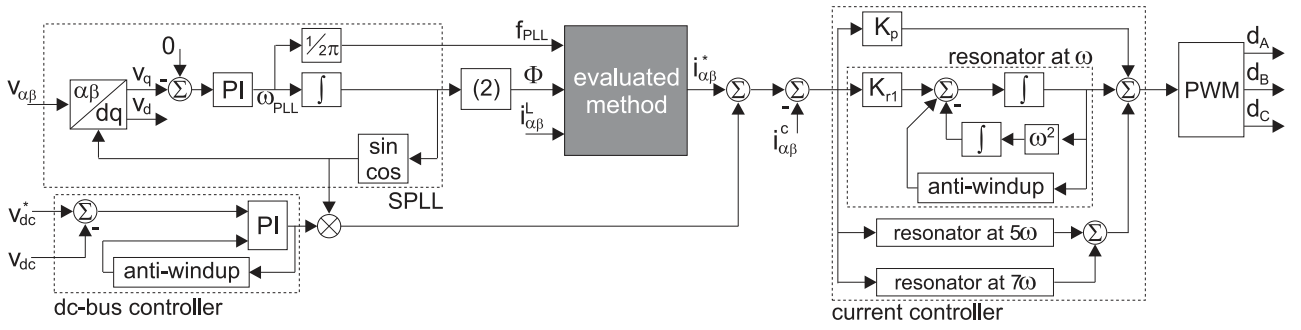 0
v_αβ
αβ
dq
v_q
v_d
Σ
-
PI
ω_PLL
1/2π
∫
sin
cos
SPLL
(2)
f_PLL
Φ
i^L_αβ
evaluated
method
i^*_αβ
Σ
Σ
-
i^c_αβ
v^*_dc
v_dc
Σ
-
PI
anti-windup
dc-bus controller
K_p
resonator at ω
K_r1
Σ
-
∫
∫
ω²
anti-windup
resonator at 5ω
resonator at 7ω
Σ
Σ
current controller
PWM
d_A
d_B
d_C